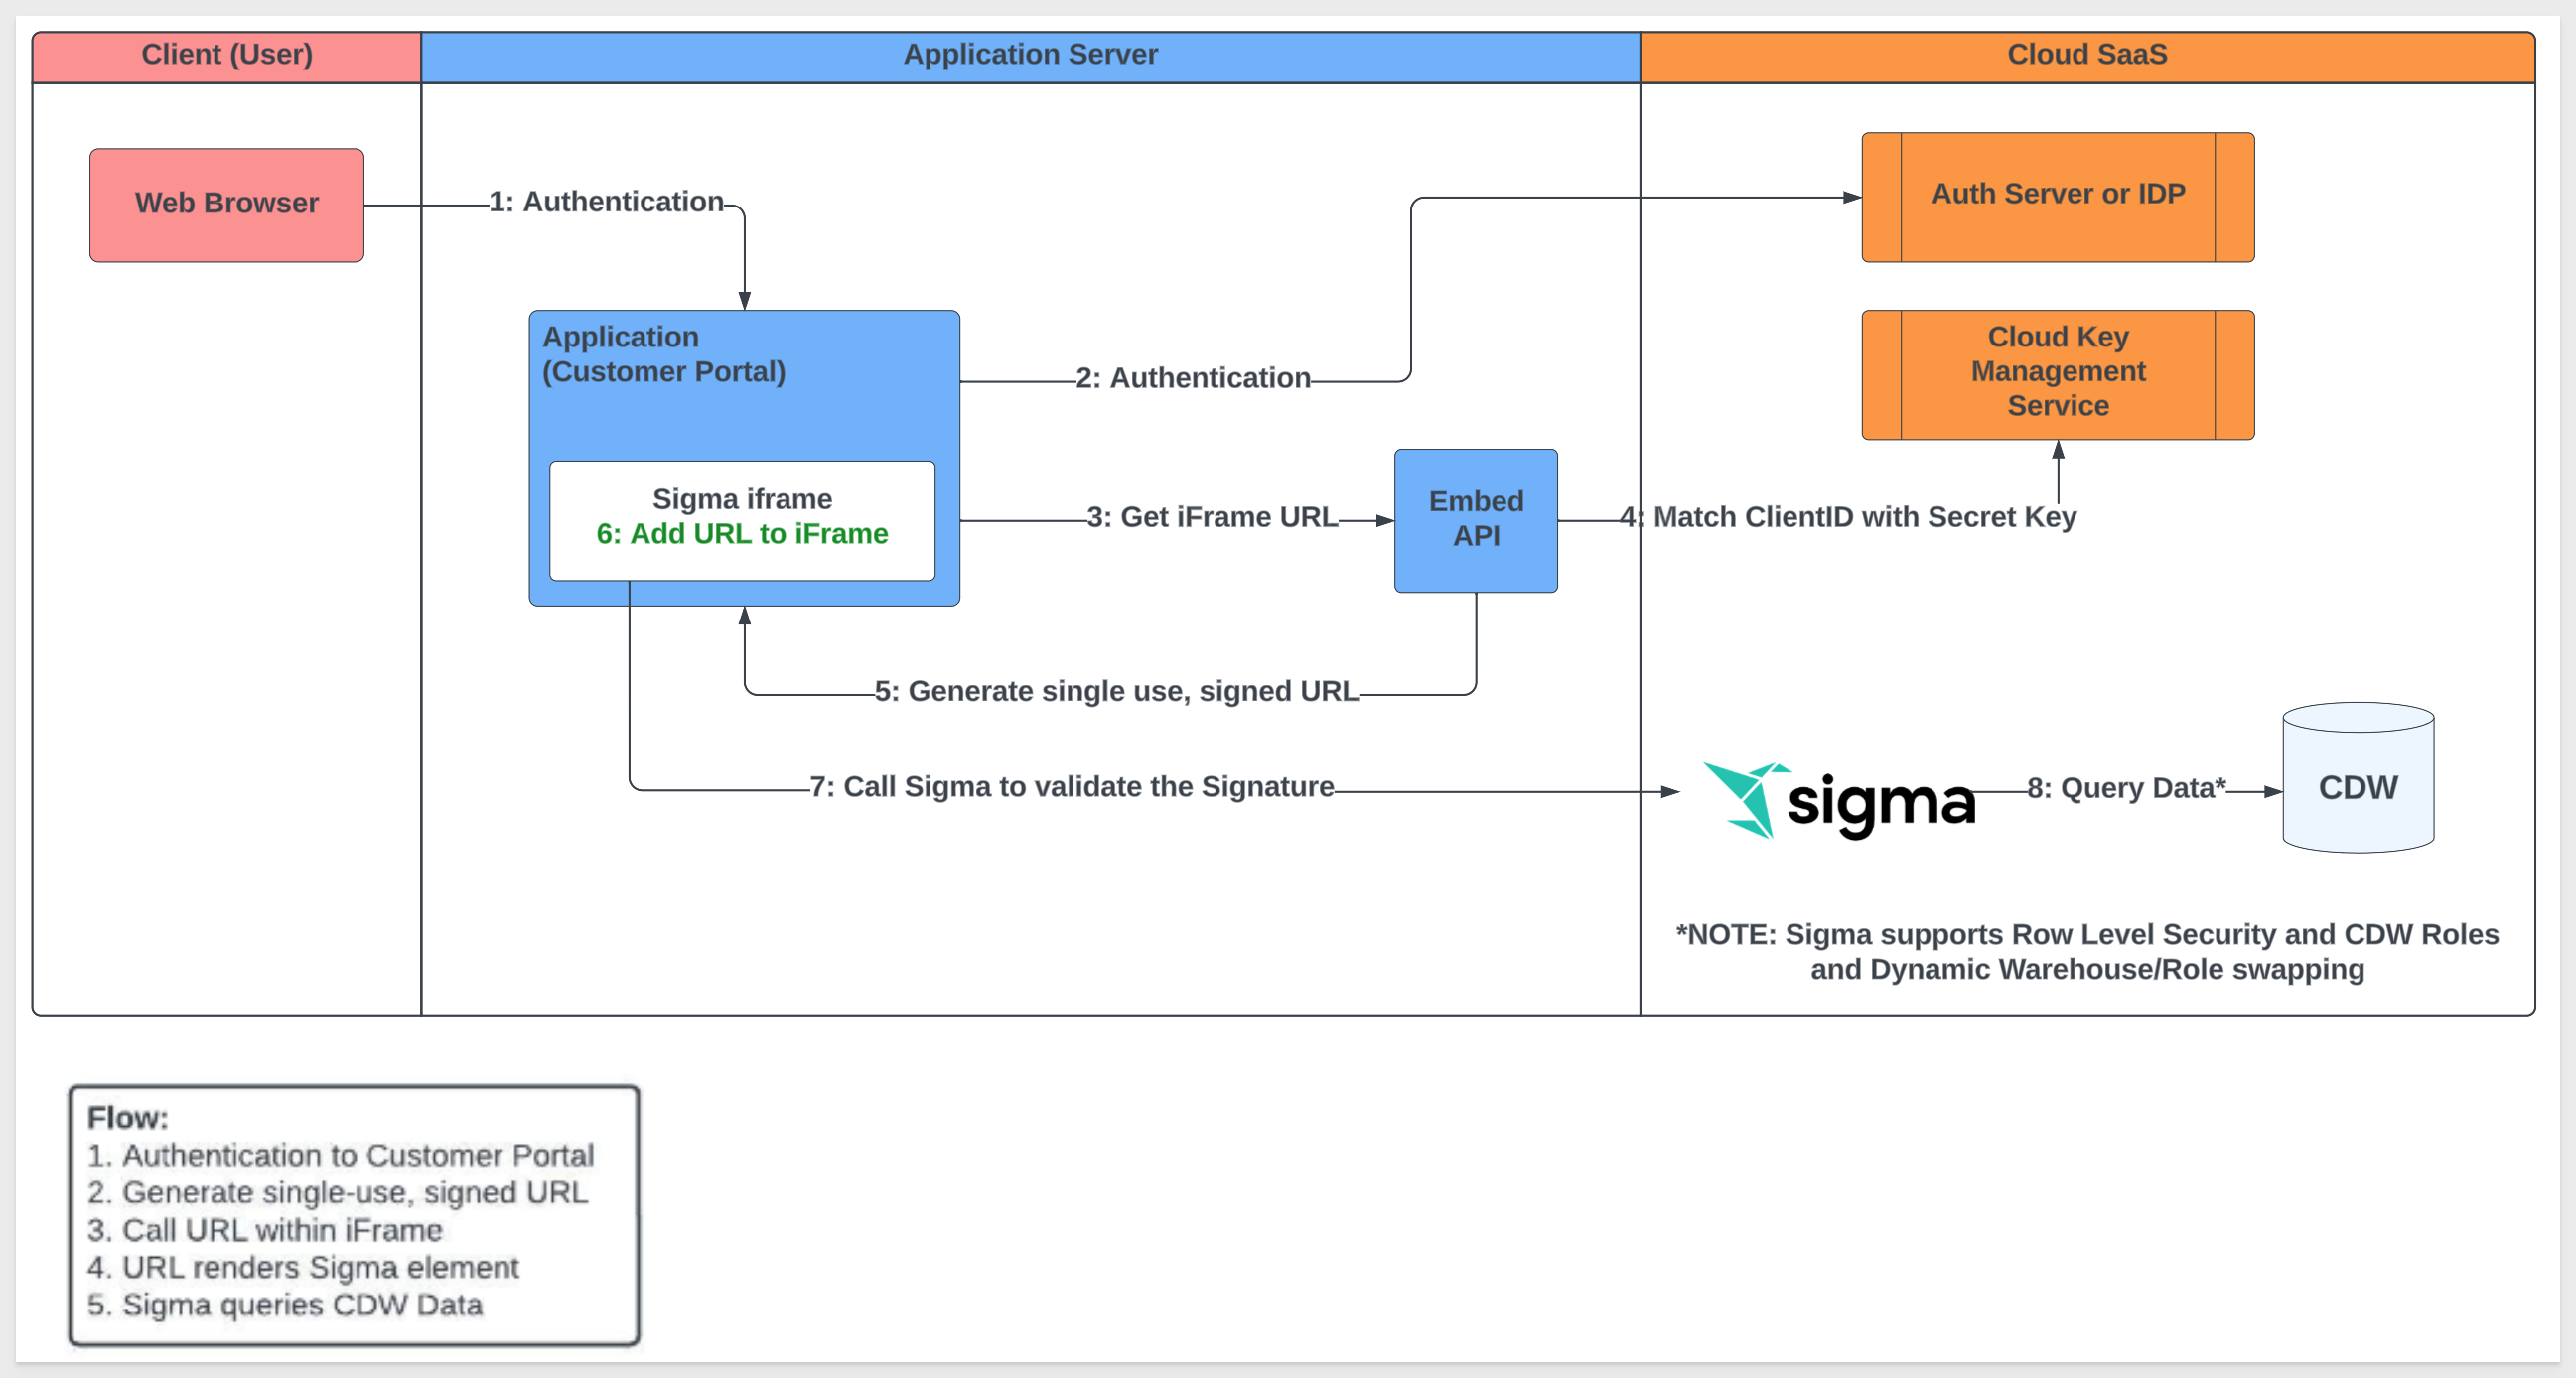 Client (User)
Application Server
Cloud SaaS
Web Browser
1: Authentication
Auth Server or IDP
Application
(Customer Portal)
2: Authentication
Cloud Key
Management
Service
Sigma iframe
6: Add URL to iFrame
3: Get iFrame URL
Embed
API
4: Match ClientID with Secret Key
5: Generate single use, signed URL
7: Call Sigma to validate the Signature
sigma
8: Query Data*
CDW
*NOTE: Sigma supports Row Level Security and CDW Roles
and Dynamic Warehouse/Role swapping
Flow:
1. Authentication to Customer Portal
2. Generate single-use, signed URL
3. Call URL within iFrame
4. URL renders Sigma element
5. Sigma queries CDW Data